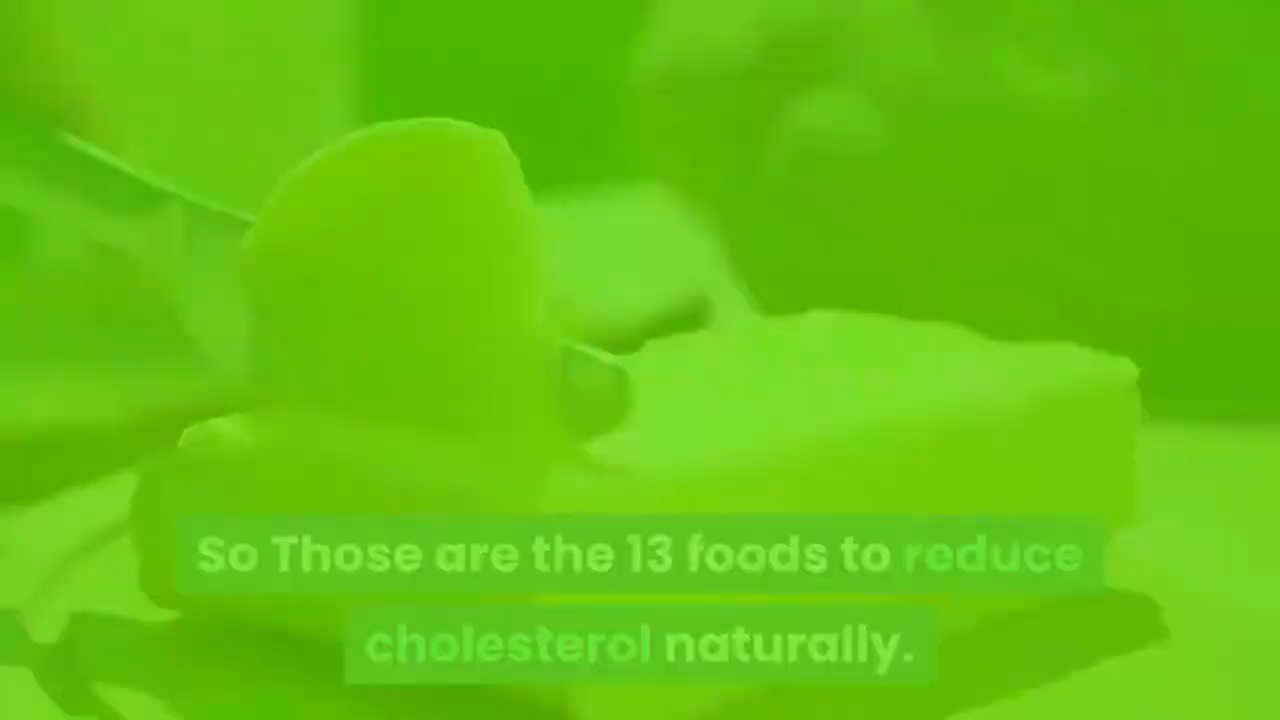 So Those are the 13 foods to reduce
cholesterol naturally.